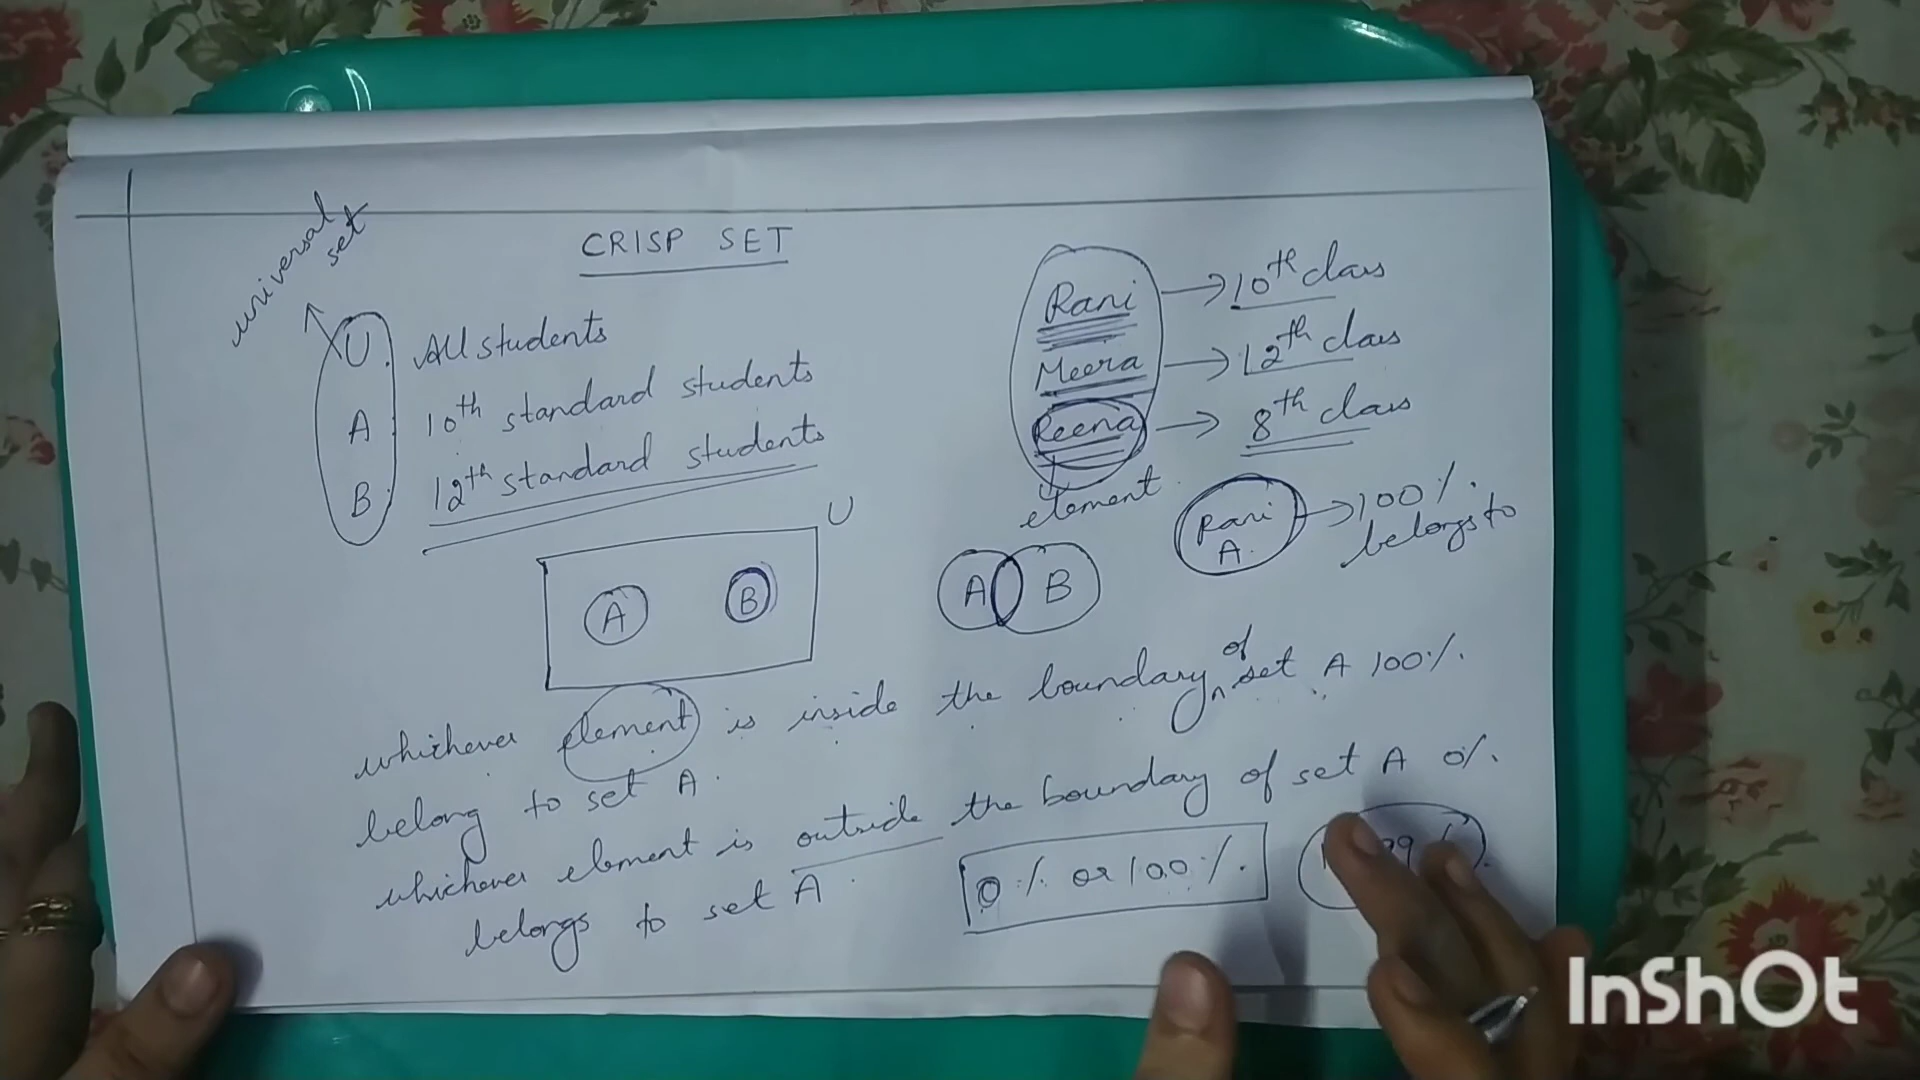 CRISP SET
universal
set
U. All students
A 10th standard students
B. 12th standard students
Rani → 10th class
Meera → 12th class
Reena → 8th class
element
Rani
A.
→ 100%.
belongs to
U
A B
A B
whichever element is inside the boundary of set A 100%.
belong to set A.
whichever element is outside the boundary of set A 0%.
belongs to set A.
0% or 100%.
InShOt